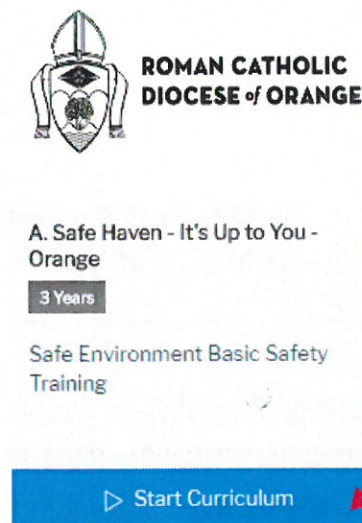 ROMAN CATHOLIC
DIOCESE of ORANGE
A. Safe Haven - It's Up to You -
Orange
3 Years
Safe Environment Basic Safety
Training
Start Curriculum